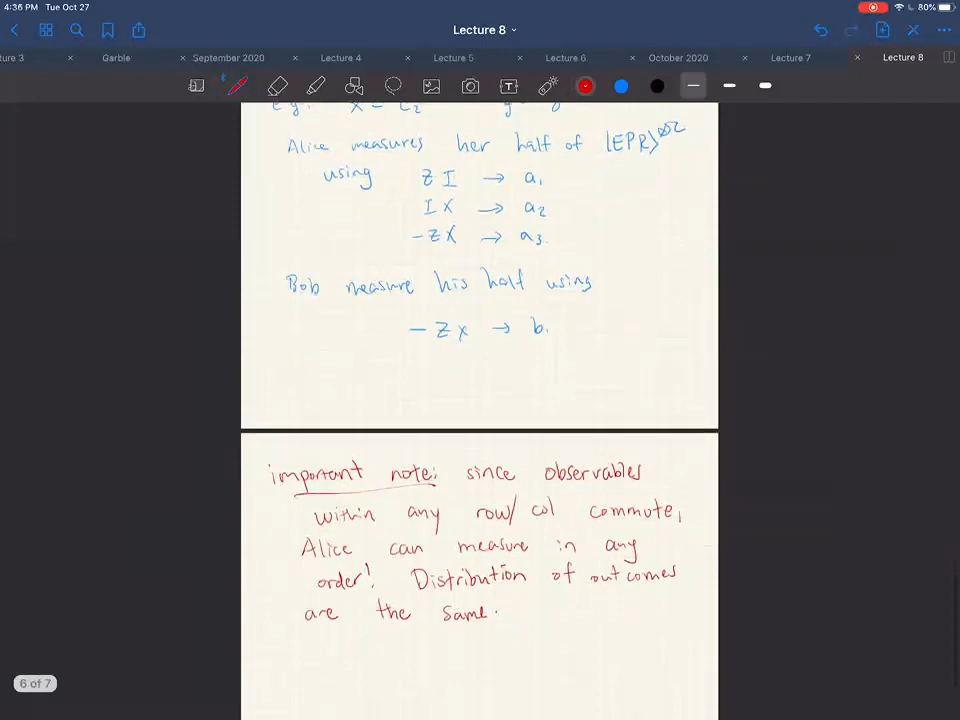 4:36 PM Tue Oct 27
80%
Lecture 8
ture 3
Garble
September 2020
Lecture 4
Lecture 5
Lecture 6
October 2020
Lecture 7
Lecture 8
Alice measures her half of |EPR⟩⊗2
using ZI → a1
IX → a2
-ZX → a3.
Bob measure his half using
- ZX → b.
important note: since observables
within any row/col commute,
Alice can measure in any
order! Distribution of outcomes
are the same.
6 of 7